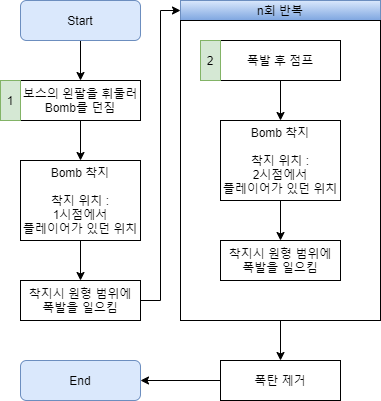 Start
1
보스의 왼팔을 휘둘러
Bomb를 던짐
Bomb 착지
착지 위치 :
1시점에서
플레이어가 있던 위치
착지시 원형 범위에
폭발을 일으킴
n회 반복
2
폭발 후 점프
Bomb 착지
착지 위치 :
2시점에서
플레이어가 있던 위치
착지시 원형 범위에
폭발을 일으킴
폭탄 제거
End